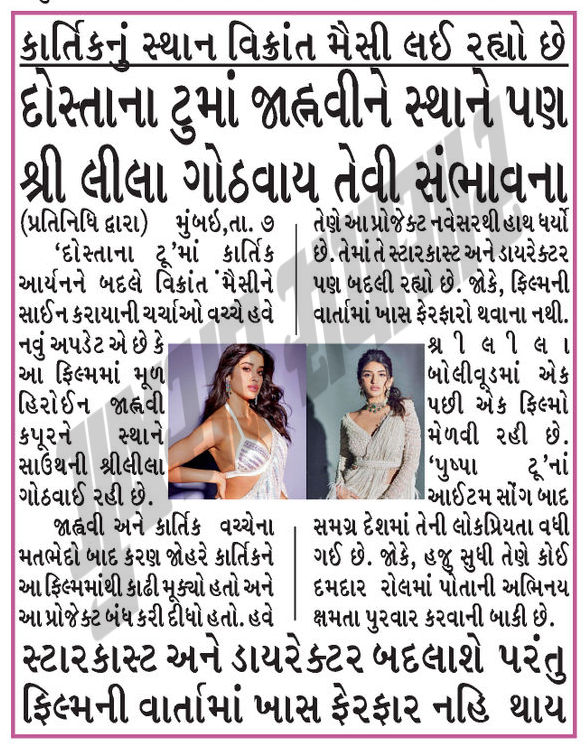 કાર્તિકનું સ્થાન વિક્રાંત મૈસી લઈ રહ્યો છે
દોસ્તાના ટુમાં જાહ્નવીને સ્થાને પણ
શ્રી લીલા ગોઠવાય તેવી સંભાવના
(પ્રતિનિધિ દ્વારા) મુંબઇ,તા. ૭
'દોસ્તાના ટૂ'માં કાર્તિક
આર્યનને બદલે વિક્રાંત મૈસીને
સાઈન કરાયાની ચર્ચાઓ વચ્ચે હવે
નવું અપડેટ એ છે કે
આ ફિલ્મમાં મૂળ
હિરોઈન જાહ્નવી
કપૂરને સ્થાને
સાઉથની શ્રીલીલા
ગોઠવાઈ રહી છે.
જાહ્નવી અને કાર્તિક વચ્ચેના
મતભેદો બાદ કરણ જોહરે કાર્તિકને
આ ફિલ્મમાંથી કાઢી મૂક્યો હતો અને
આ પ્રોજેક્ટ બંધ કરી દીધો હતો. હવે
તેણે આ પ્રોજેક્ટ નવેસરથી હાથ ધર્યો
છે. તેમાં તે સ્ટારકાસ્ટ અને ડાયરેક્ટર
પણ બદલી રહ્યો છે. જોકે, ફિલ્મની
વાર્તામાં ખાસ ફેરફારો થવાના નથી.
શ્રીલીલા
બોલીવૂડમાં એક
પછી એક ફિલ્મો
મેળવી રહી છે.
'પુષ્પા ટૂ'નાં
આઈટમ સોંગ બાદ
સમગ્ર દેશમાં તેની લોકપ્રિયતા વધી
ગઈ છે. જોકે, હજુ સુધી તેણે કોઈ
દમદાર રોલમાં પોતાની અભિનય
ક્ષમતા પુરવાર કરવાની બાકી છે.
સ્ટારકાસ્ટ અને ડાયરેક્ટર બદલાશે પરંતુ
ફિલ્મની વાર્તામાં ખાસ ફેરફાર નહિ થાય